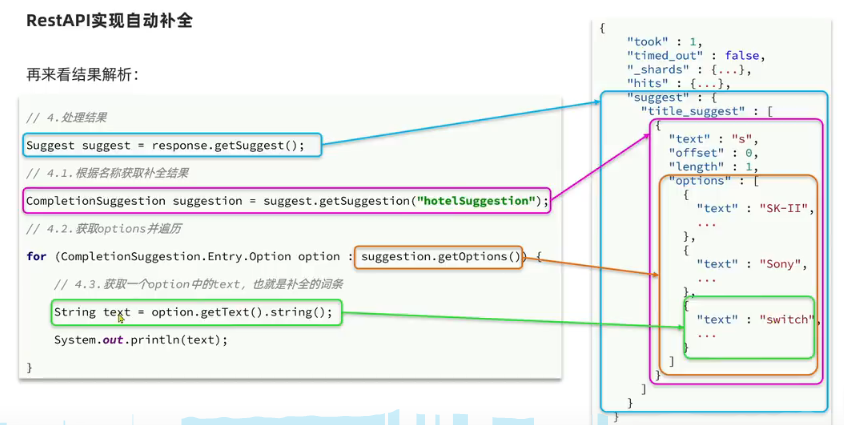 RestAPI实现自动补全
再来看结果解析：
// 4.处理结果
Suggest suggest = response.getSuggest();
// 4.1.根据名称获取补全结果
CompletionSuggestion suggestion = suggest.getSuggestion("hotelSuggestion");
// 4.2.获取options并遍历
for (CompletionSuggestion.Entry.Option option : suggestion.getOptions()) {
// 4.3.获取一个option中的text，也就是补全的词条
String text = option.getText().string();
System.out.println(text);
}
{
"took" : 1,
"timed_out" : false,
"_shards" : {...},
"hits" : {...},
"suggest" : {
"title_suggest" : [
{
"text" : "s",
"offset" : 0,
"length" : 1,
"options" : [
{
"text" : "SK-II",
...
},
{
"text" : "Sony",
...
},
{
"text" : "switch",
...
}
]
}
]
}
}